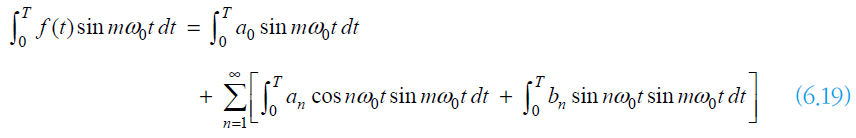 ∫₀ᵀ f(t) sin mω₀t dt = ∫₀ᵀ a₀ sin mω₀t dt
+ ∑ₙ₌₁^∞ [∫₀ᵀ aₙ cos nω₀t sin mω₀t dt + ∫₀ᵀ bₙ sin nω₀t sin mω₀t dt] (6.19)